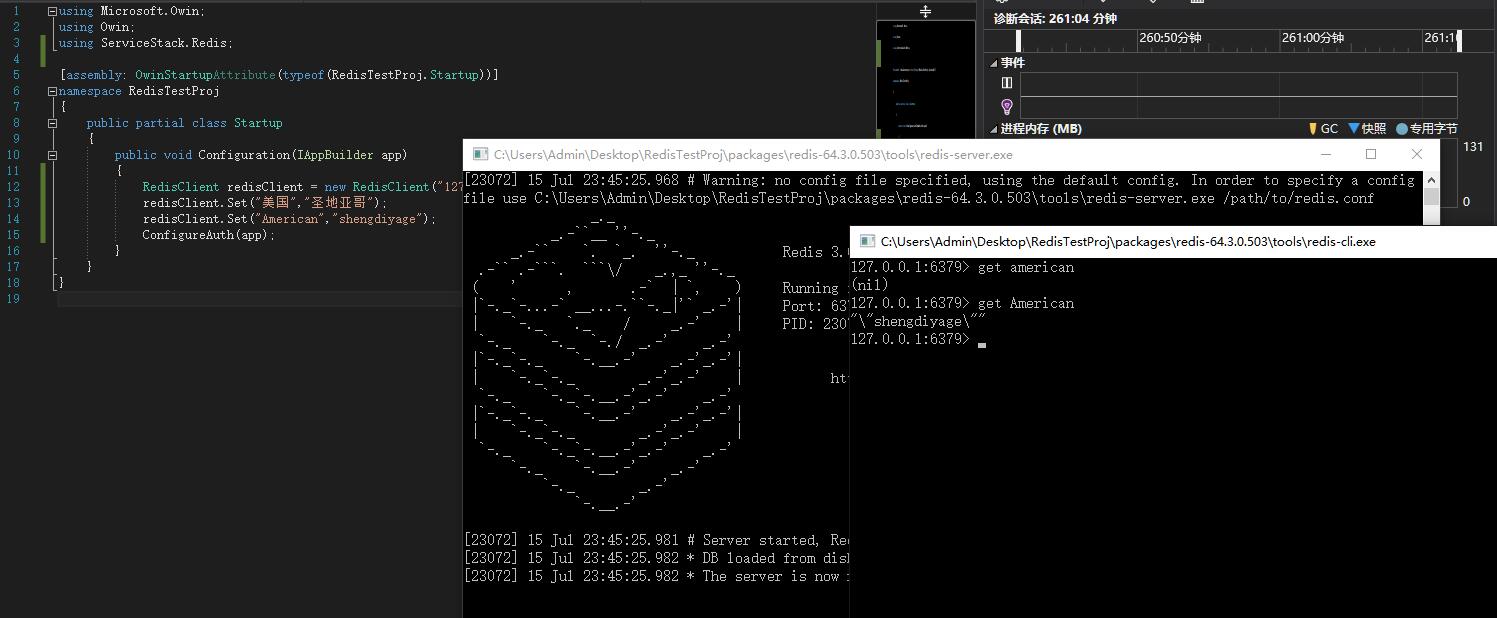 1 using Microsoft.Owin;
2 using Owin;
3 using ServiceStack.Redis;
4
5 [assembly: OwinStartupAttribute(typeof(RedisTestProj.Startup))]
6 namespace RedisTestProj
7 {
8 public partial class Startup
9 {
10 public void Configuration(IAppBuilder app)
11 {
12 RedisClient redisClient = new RedisClient("127
13 redisClient.Set("美国","圣地亚哥");
14 redisClient.Set("American","shengdiyage");
15 ConfigureAuth(app);
16 }
17 }
18 }
19
诊断会话: 261:04 分钟
260:50分钟 261:00分钟 261:1
事件
进程内存 (MB) GC 快照 专用字节
131
0
C:\Users\Admin\Desktop\RedisTestProj\packages\redis-64.3.0.503\tools\redis-server.exe
[23072] 15 Jul 23:45:25.968 # Warning: no config file specified, using the default config. In order to specify a config
file use C:\Users\Admin\Desktop\RedisTestProj\packages\redis-64.3.0.503\tools\redis-server.exe /path/to/redis.conf
Redis 3.
Running
Port: 637
PID: 2307
htt
[23072] 15 Jul 23:45:25.981 # Server started, Red
[23072] 15 Jul 23:45:25.982 * DB loaded from disk
[23072] 15 Jul 23:45:25.982 * The server is now
C:\Users\Admin\Desktop\RedisTestProj\packages\redis-64.3.0.503\tools\redis-cli.exe
127.0.0.1:6379> get american
(nil)
127.0.0.1:6379> get American
"\"shengdiyage\""
127.0.0.1:6379>